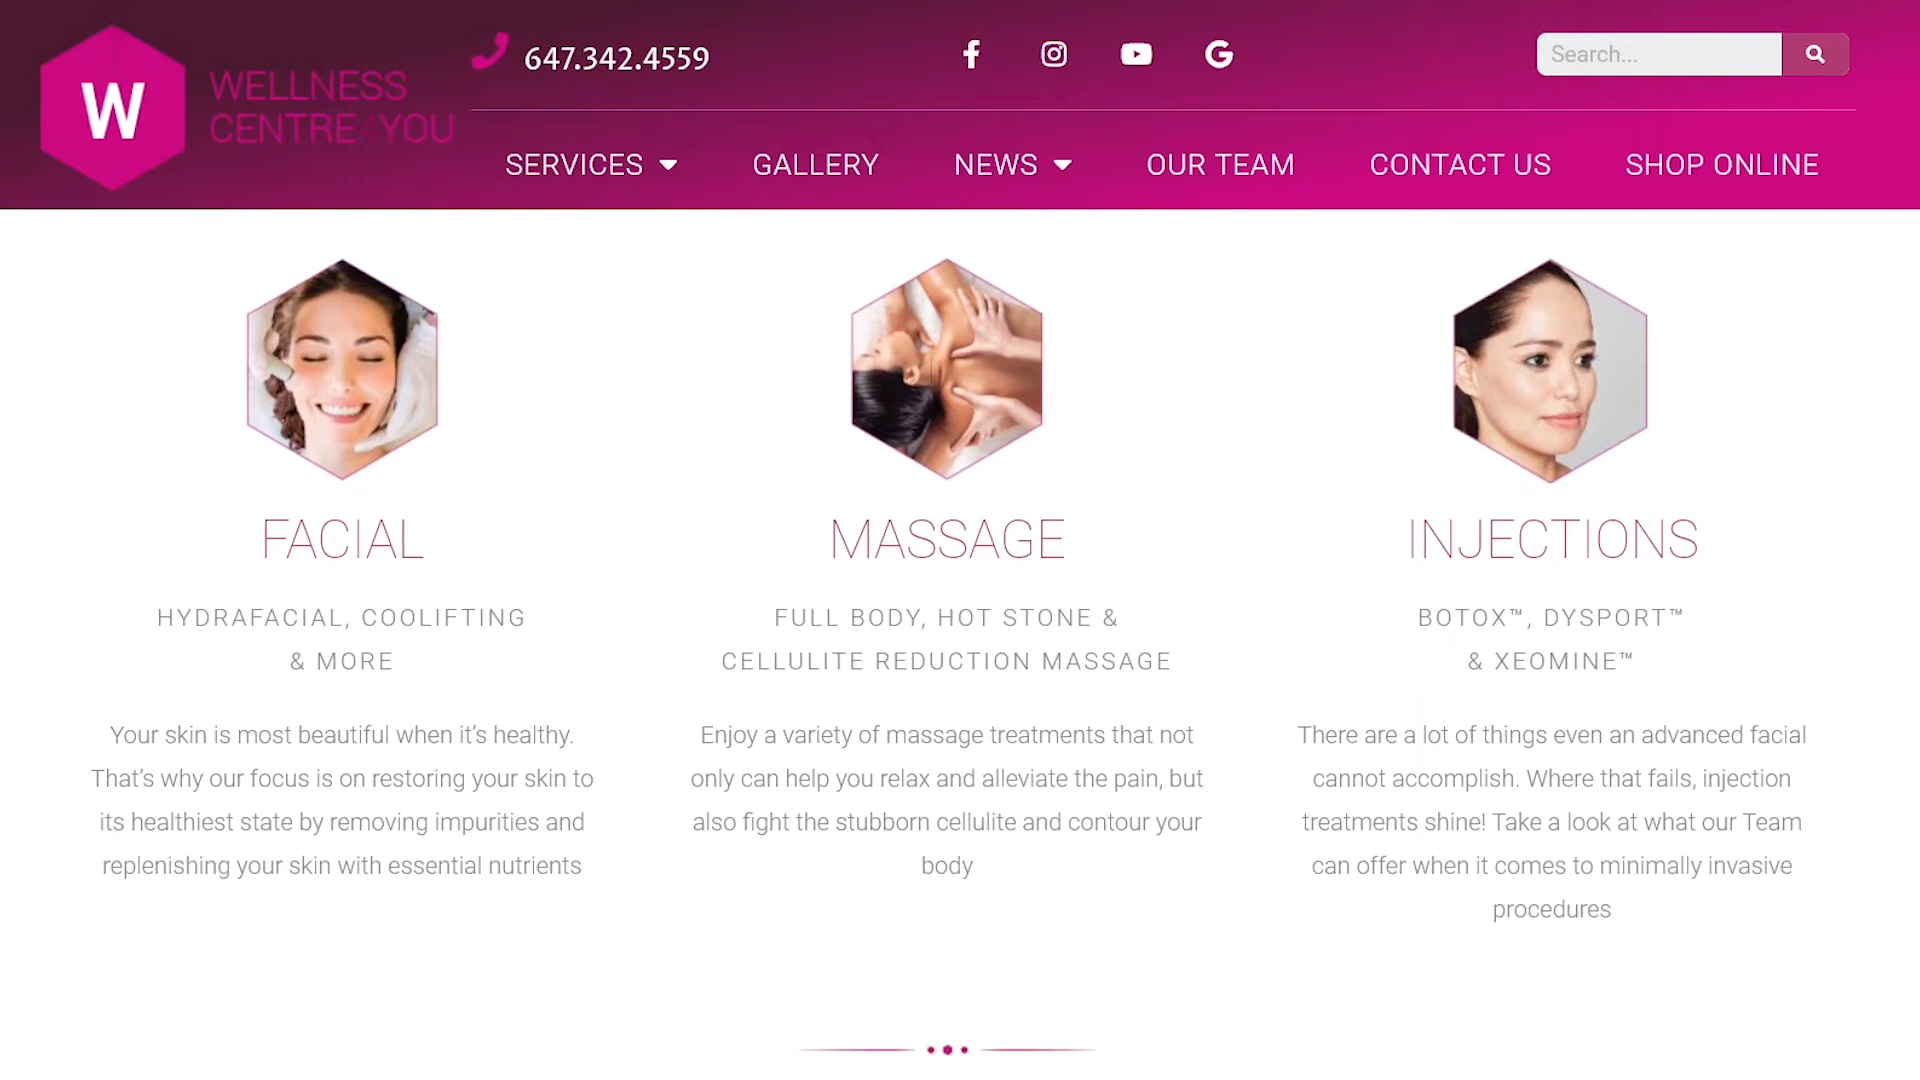 W
WELLNESS
CENTRE
YOU
647.342.4559
Search...
SERVICES
GALLERY
NEWS
OUR TEAM
CONTACT US
SHOP ONLINE
FACIAL
HYDRAFACIAL, COOLIFTING
& MORE
Your skin is most beautiful when it’s healthy.
That’s why our focus is on restoring your skin to
its healthiest state by removing impurities and
replenishing your skin with essential nutrients
MASSAGE
FULL BODY, HOT STONE &
CELLULITE REDUCTION MASSAGE
Enjoy a variety of massage treatments that not
only can help you relax and alleviate the pain, but
also fight the stubborn cellulite and contour your
body
INJECTIONS
BOTOX™, DYSPORT™
& XEOMINE™
There are a lot of things even an advanced facial
cannot accomplish. Where that fails, injection
treatments shine! Take a look at what our Team
can offer when it comes to minimally invasive
procedures